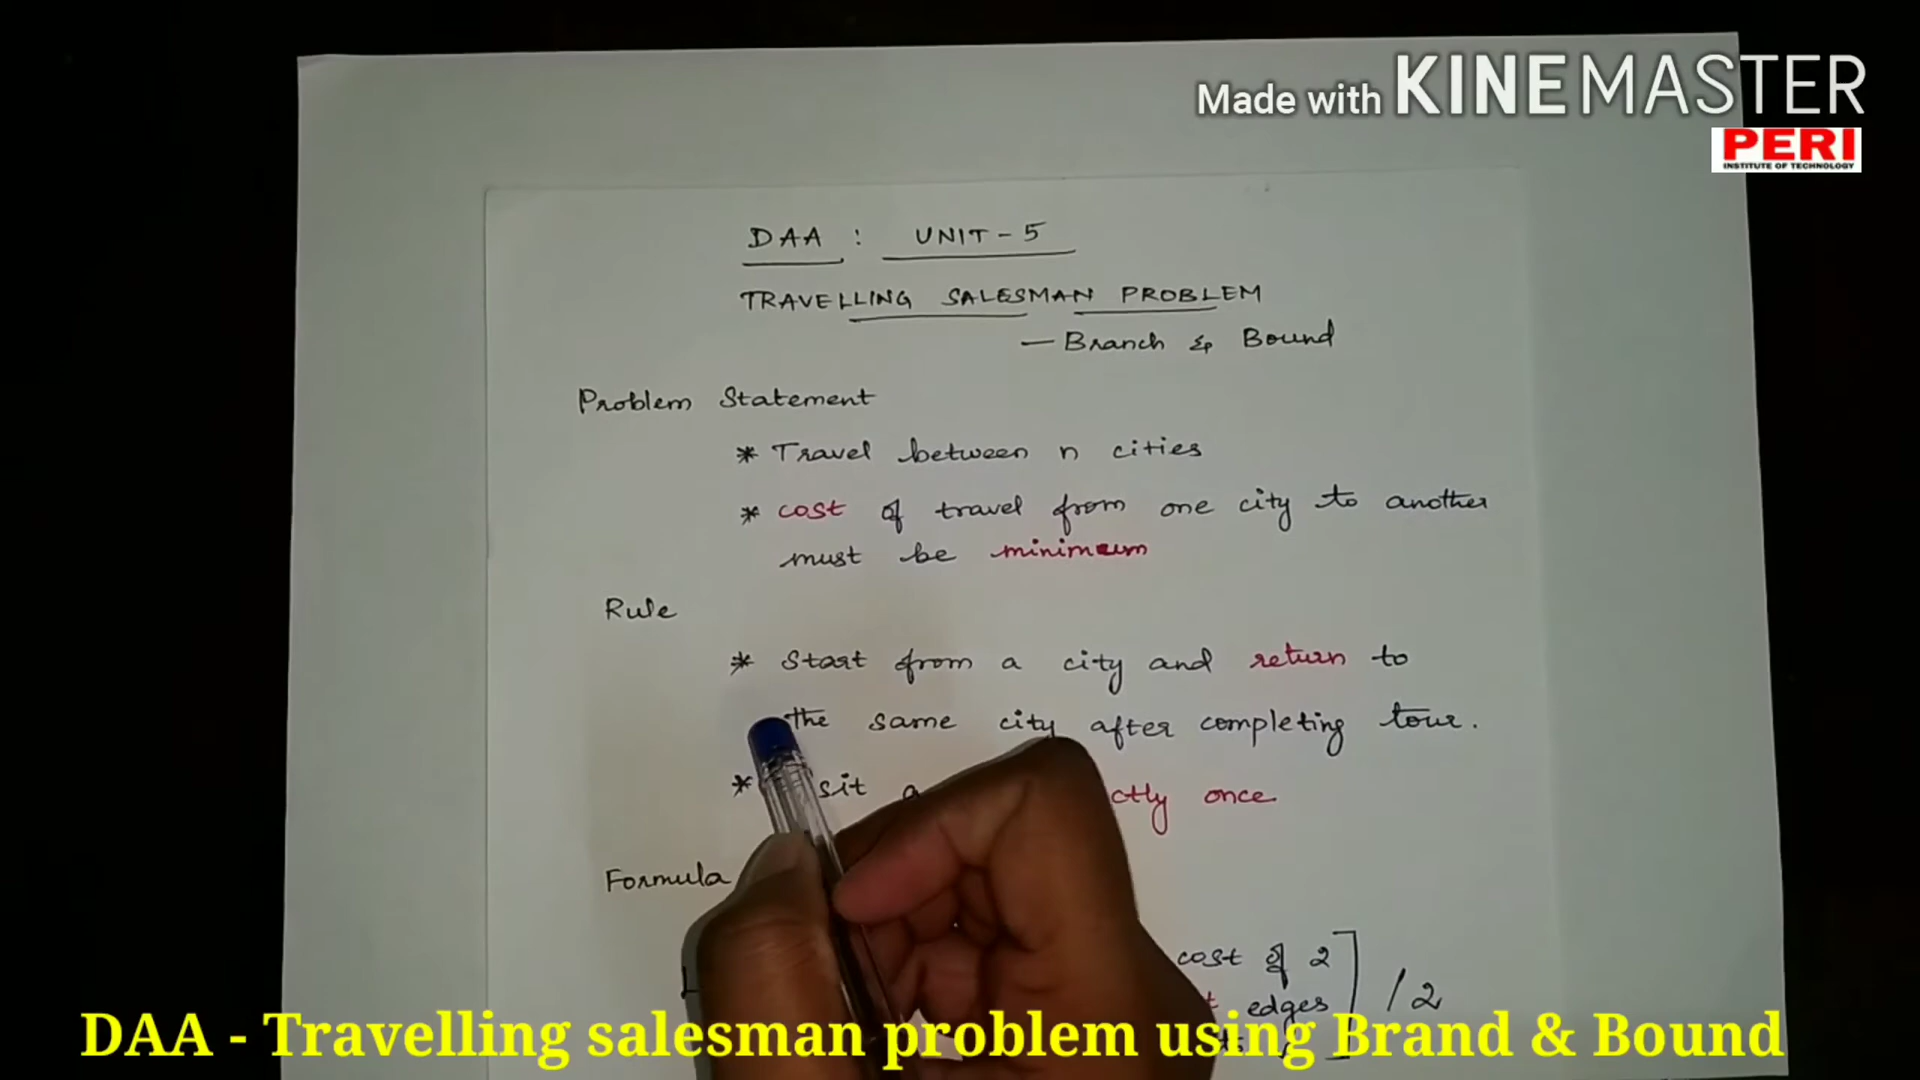 Made with KINEMASTER
PERI
INSTITUTE OF TECHNOLOGY
DAA : UNIT - 5
TRAVELLING SALESMAN PROBLEM
— Branch & Bound
Problem Statement
* Travel between n cities
* cost of travel from one city to another
must be minimum
Rule
* Start from a city and return to
the same city after completing tour.
* sit ctly once
Formula
cost of 2
edges ] / 2
DAA - Travelling salesman problem using Brand & Bound